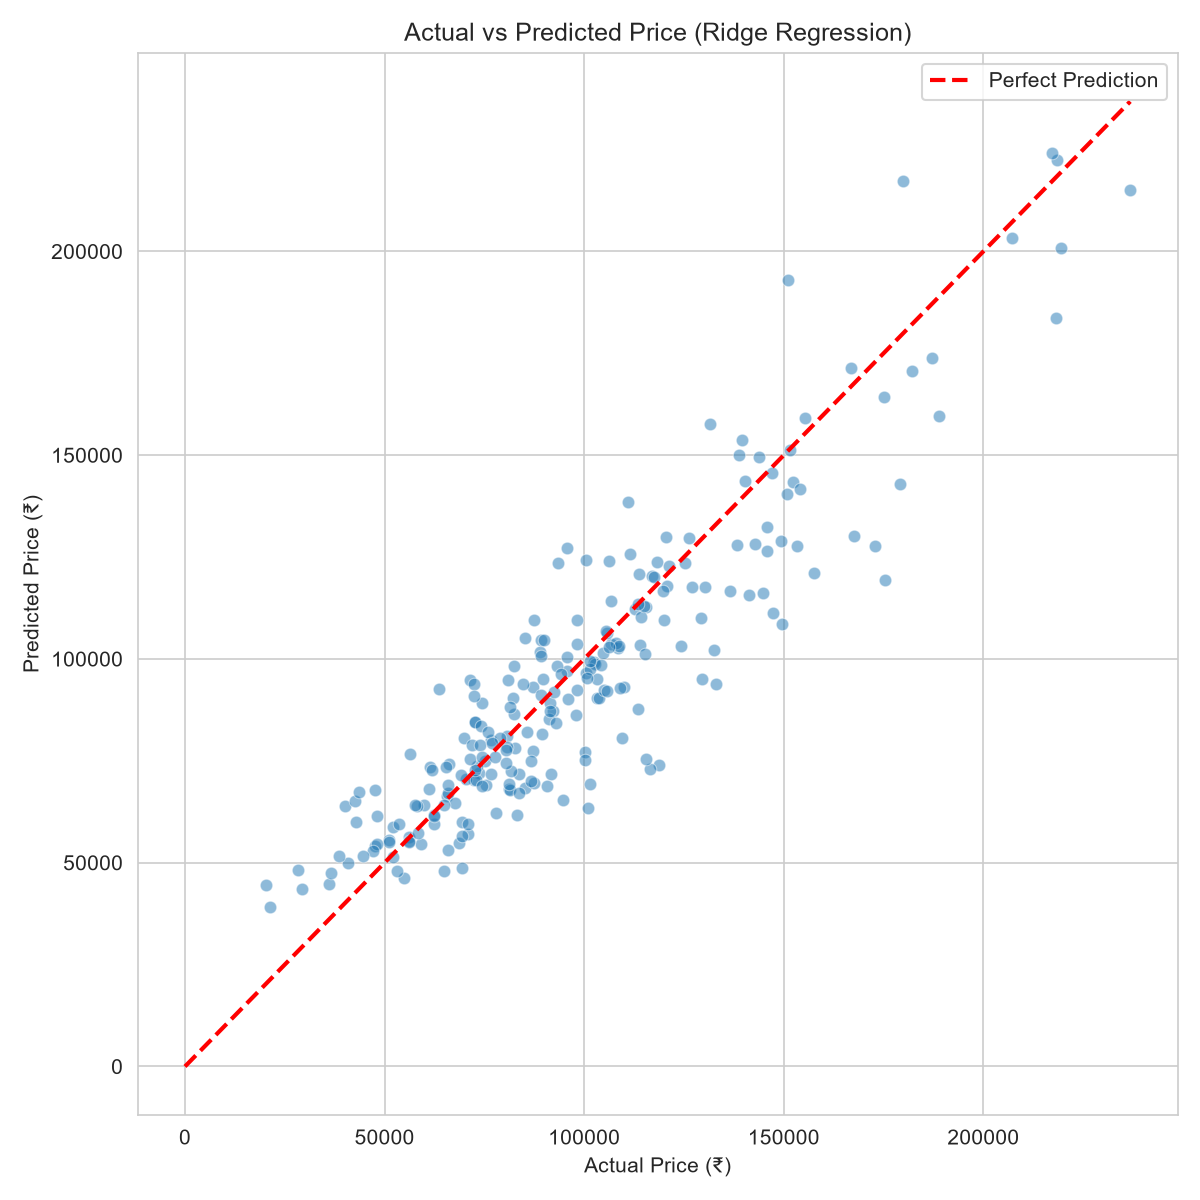 Actual vs Predicted Price (Ridge Regression)
Perfect Prediction
200000
150000
100000
50000
0
Predicted Price (₹)
0
50000
100000
150000
200000
Actual Price (₹)